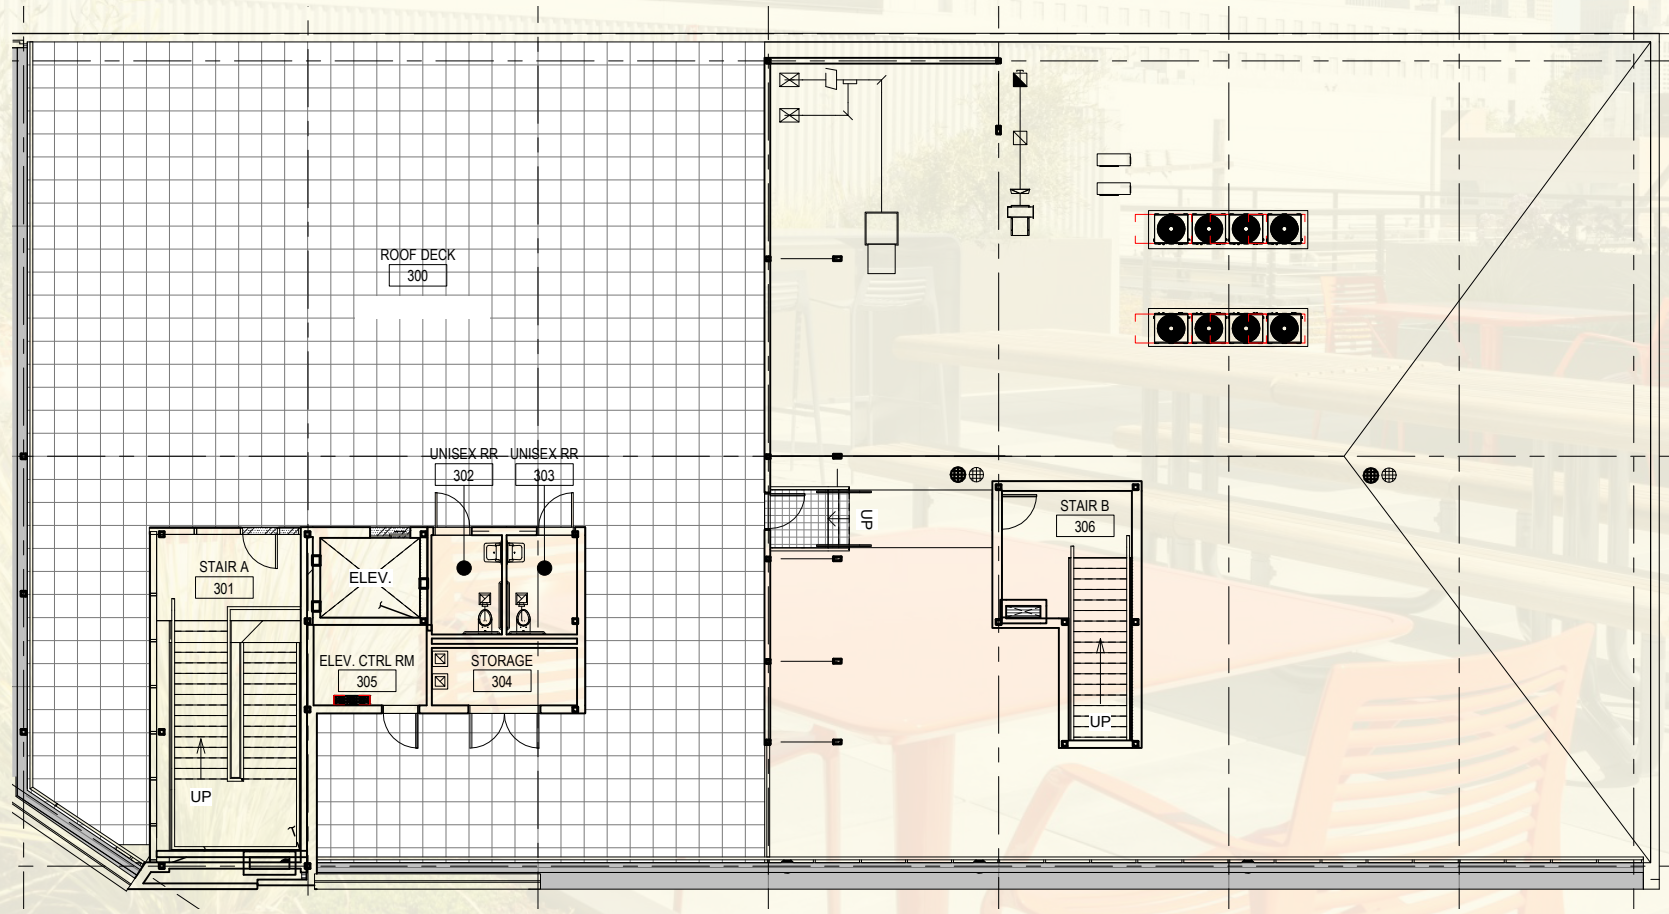 ROOF DECK
300
UNISEX RR
302
UNISEX RR
303
STAIR A
301
ELEV.
ELEV. CTRL RM
305
STORAGE
304
UP
UP
STAIR B
306
UP